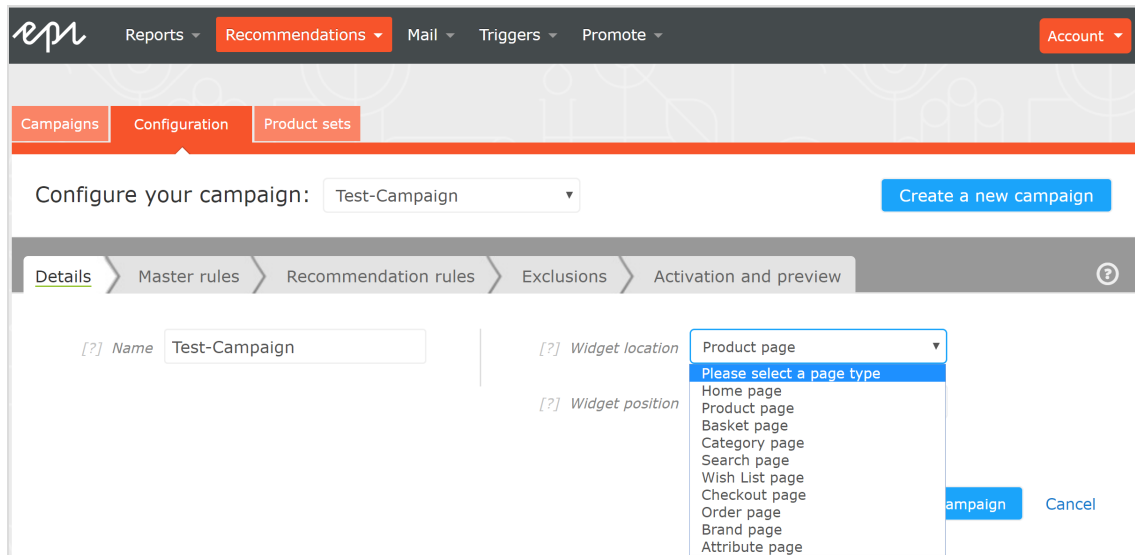 epi Reports Recommendations Mail Triggers Promote Account
Campaigns Configuration Product sets
Configure your campaign: Test-Campaign Create a new campaign
Details Master rules Recommendation rules Exclusions Activation and preview ?
[?] Name Test-Campaign [?] Widget location Product page
Please select a page type
Home page
[?] Widget position Product page
Basket page
Category page
Search page
Wish List page
Checkout page
ampaign Cancel
Order page
Brand page
Attribute page